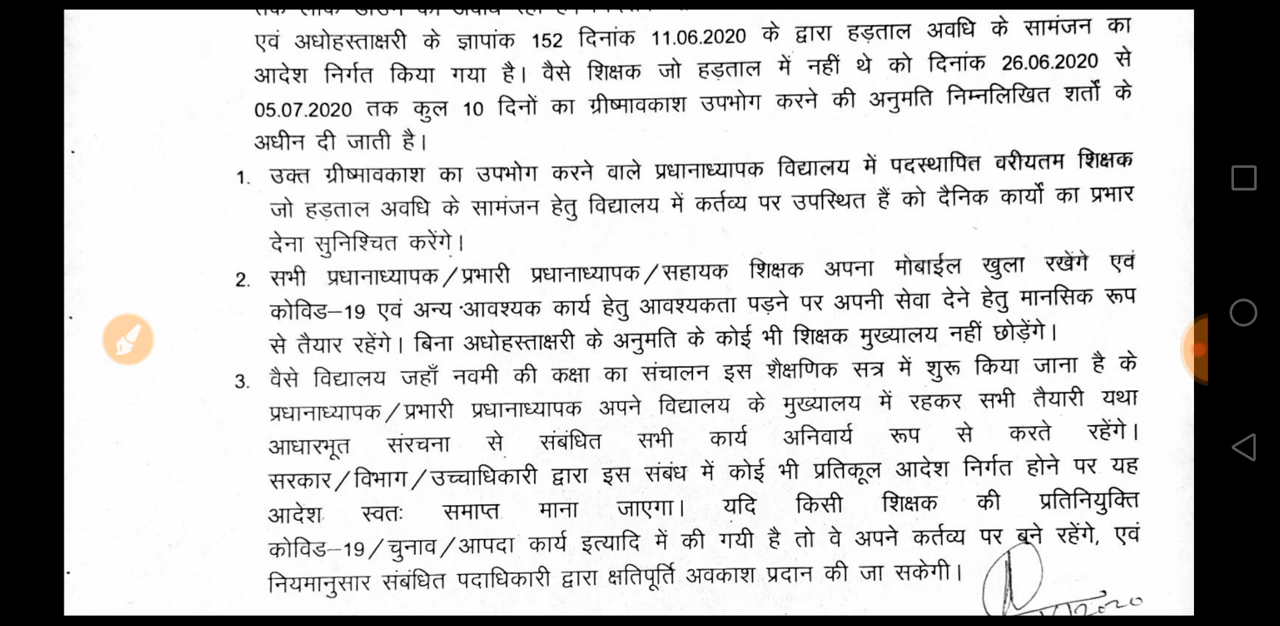 एवं अधोहस्ताक्षरी के ज्ञापांक 152 दिनांक 11.06.2020 के द्वारा हड़ताल अवधि के सामंजन का
आदेश निर्गत किया गया है। वैसे शिक्षक जो हड़ताल में नहीं थे को दिनांक 26.06.2020 से
05.07.2020 तक कुल 10 दिनों का ग्रीष्मावकाश उपभोग करने की अनुमति निम्नलिखित शर्तों के
अधीन दी जाती है।
1. उक्त ग्रीष्मावकाश का उपभोग करने वाले प्रधानाध्यापक विद्यालय में पदस्थापित वरीयतम शिक्षक
जो हड़ताल अवधि के सामंजन हेतु विद्यालय में कर्तव्य पर उपस्थित हैं को दैनिक कार्यों का प्रभार
देना सुनिश्चित करेंगे।
2. सभी प्रधानाध्यापक/प्रभारी प्रधानाध्यापक/सहायक शिक्षक अपना मोबाईल खुला रखेंगे एवं
कोविड–19 एवं अन्य आवश्यक कार्य हेतु आवश्यकता पड़ने पर अपनी सेवा देने हेतु मानसिक रूप
से तैयार रहेंगे। बिना अधोहस्ताक्षरी के अनुमति के कोई भी शिक्षक मुख्यालय नहीं छोड़ेंगे।
3. वैसे विद्यालय जहाँ नवमी की कक्षा का संचालन इस शैक्षणिक सत्र में शुरू किया जाना है के
प्रधानाध्यापक/प्रभारी प्रधानाध्यापक अपने विद्यालय के मुख्यालय में रहकर सभी तैयारी यथा
आधारभूत संरचना से संबंधित सभी कार्य अनिवार्य रूप से करते रहेंगे।
सरकार/विभाग/उच्चाधिकारी द्वारा इस संबंध में कोई भी प्रतिकूल आदेश निर्गत होने पर यह
आदेश स्वतः समाप्त माना जाएगा। यदि किसी शिक्षक की प्रतिनियुक्ति
कोविड–19/चुनाव/आपदा कार्य इत्यादि में की गयी है तो वे अपने कर्तव्य पर बने रहेंगे, एवं
नियमानुसार संबंधित पदाधिकारी द्वारा क्षतिपूर्ति अवकाश प्रदान की जा सकेगी।